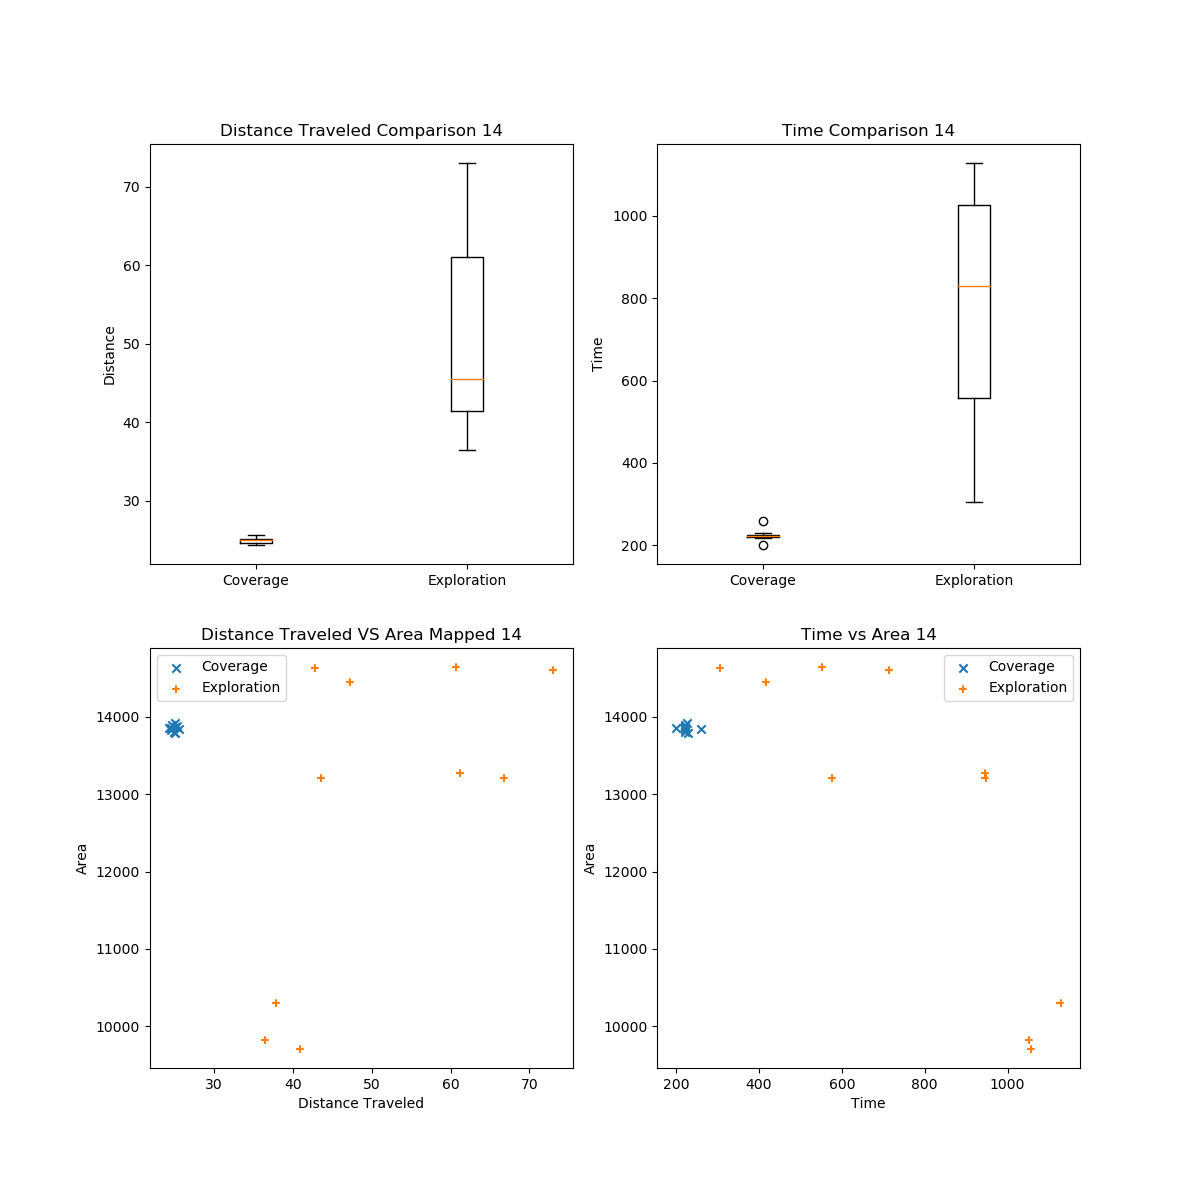 Distance Traveled Comparison 14
Distance
70
60
50
40
30
Coverage
Exploration
Time Comparison 14
Time
1000
800
600
400
200
Coverage
Exploration
Distance Traveled VS Area Mapped 14
Coverage
Exploration
Area
14000
13000
12000
11000
10000
30
40
50
60
70
Distance Traveled
Time vs Area 14
Coverage
Exploration
Area
14000
13000
12000
11000
10000
200
400
600
800
1000
Time